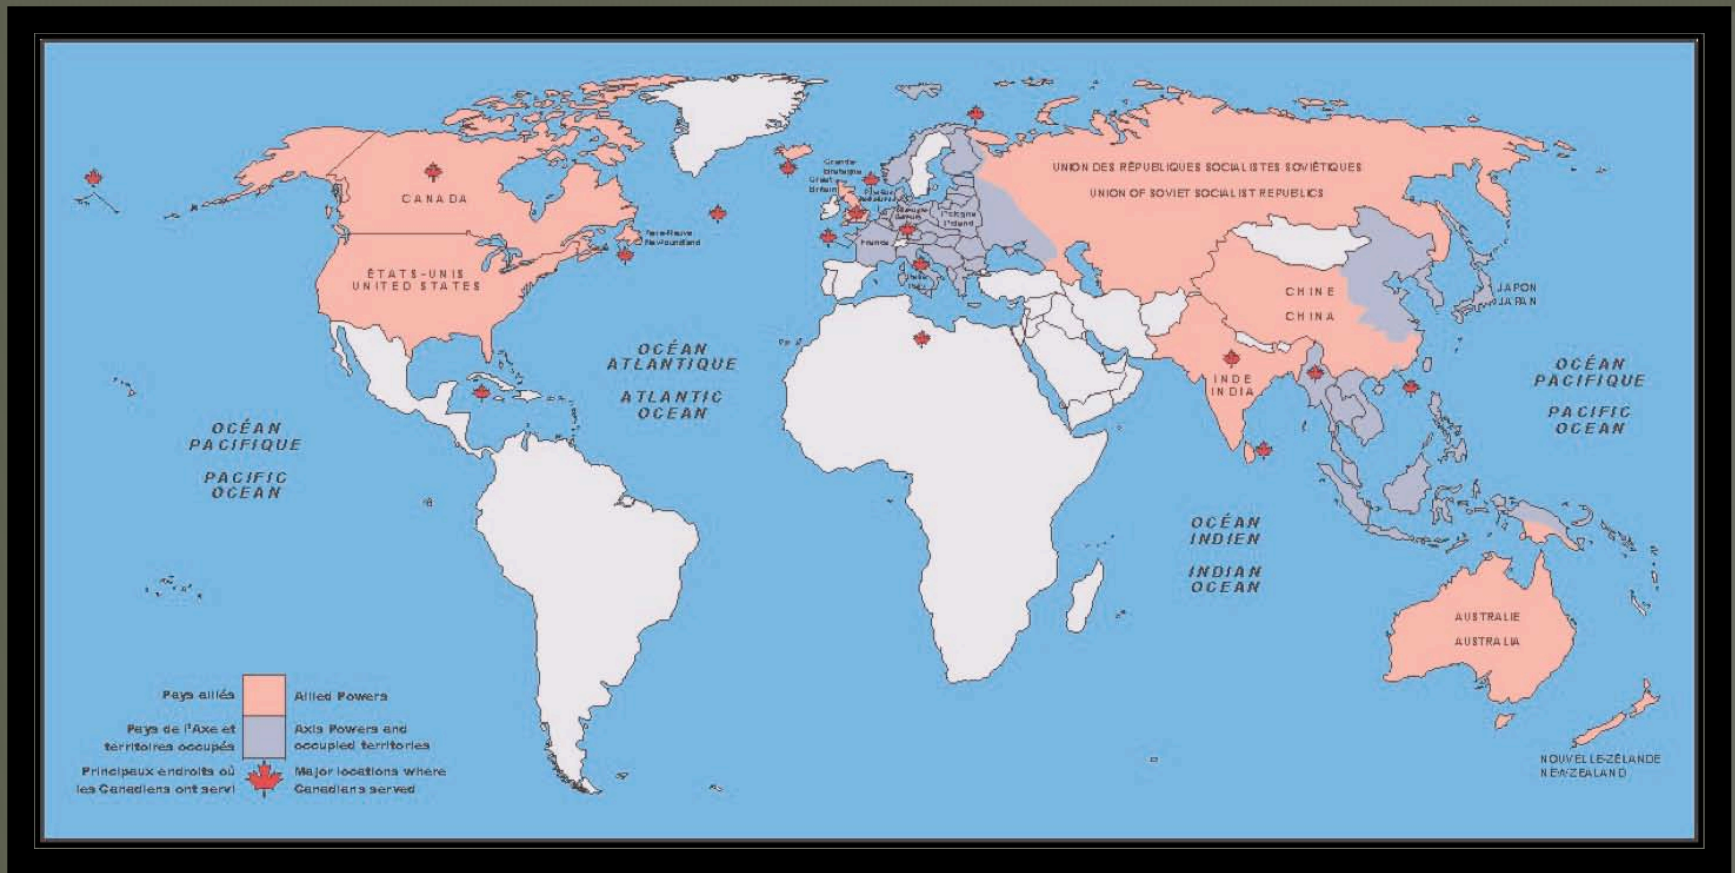 UNION DES RÉPUBLIQUES SOCIALISTES SOVIÉTIQUES
UNION OF SOVIET SOCIALIST REPUBLICS
CANADA
Grande-
Bretagne
Great
Britain
Pologne
Poland
France
Terre-Neuve
Newfoundland
ÉTATS-UNIS
UNITED STATES
CHINE
CHINA
JAPON
JAPAN
INDE
INDIA
OCÉAN
ATLANTIQUE
ATLANTIC
OCEAN
OCÉAN
PACIFIQUE
PACIFIC
OCEAN
OCÉAN
PACIFIQUE
PACIFIC
OCEAN
OCÉAN
INDIEN
INDIAN
OCEAN
AUSTRALIE
AUSTRALIA
NOUVELLE-ZÉLANDE
NEW ZEALAND
Pays alliés
Allied Powers
Pays de l'Axe et
territoires occupés
Axis Powers and
occupied territories
Principaux endroits où
les Canadiens ont servi
Major locations where
Canadians served